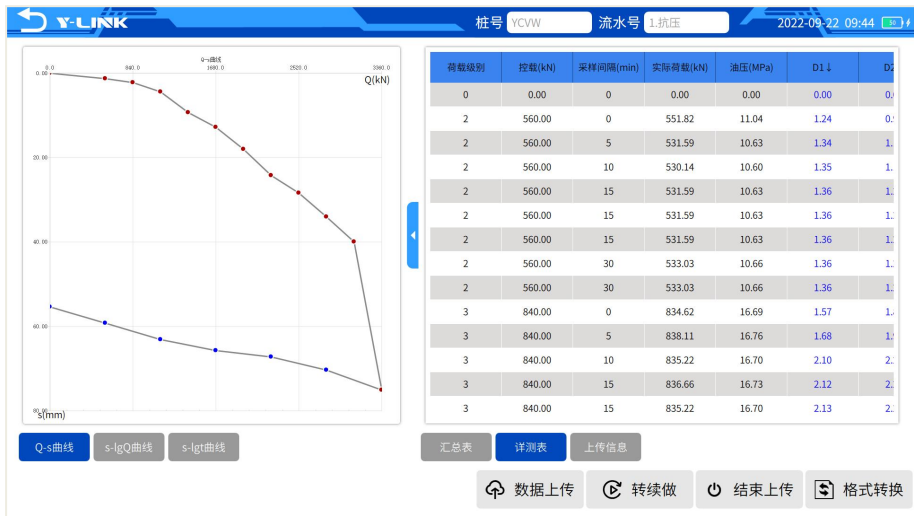 Y-LINK 桩号 YCVW 流水号 1.抗压 2022-09-22 09:44
Q-s曲线
0.0 840.0 1680.0 2520.0 3360.0
0.00 Q(kN)
20.00
40.00
60.00
80.00
s(mm)
荷载级别 控载(kN) 采样间隔(min) 实际荷载(kN) 油压(MPa) D1↓
0 0.00 0 0.00 0.00 0.00
2 560.00 0 551.82 11.04 1.24
2 560.00 5 531.59 10.63 1.34
2 560.00 10 530.14 10.60 1.35
2 560.00 15 531.59 10.63 1.36
2 560.00 15 531.59 10.63 1.36
2 560.00 15 531.59 10.63 1.36
2 560.00 30 533.03 10.66 1.36
2 560.00 30 533.03 10.66 1.36
3 840.00 0 834.62 16.69 1.57
3 840.00 5 838.11 16.76 1.68
3 840.00 10 835.22 16.70 2.10
3 840.00 15 836.66 16.73 2.12
3 840.00 15 835.22 16.70 2.13
Q-s曲线 s-lgQ曲线 s-lgt曲线 汇总表 详测表 上传信息
数据上传 转续做 结束上传 格式转换